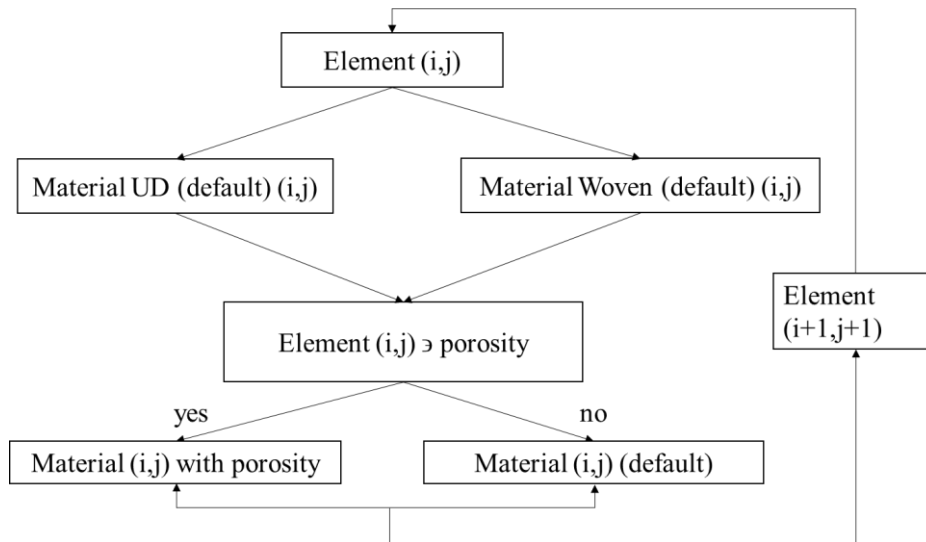 Element (i,j)
Material UD (default) (i,j)
Material Woven (default) (i,j)
Element
(i+1,j+1)
Element (i,j) э porosity
yes
no
Material (i,j) with porosity
Material (i,j) (default)